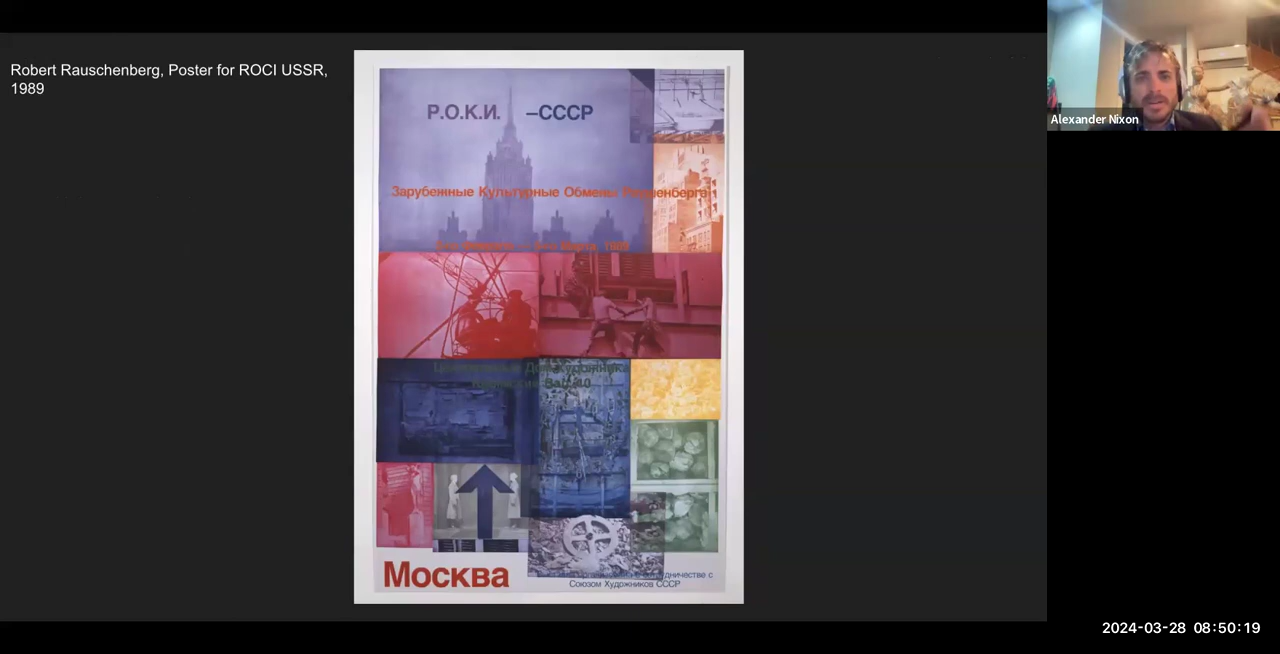 Robert Rauschenberg, Poster for ROCI USSR,
1989
Р.О.К.И. –СССР
Зарубежные Культурные Обмены
1989
Москва
Союзом Художников СССР
Alexander Nixon
2024-03-28 08:50:19